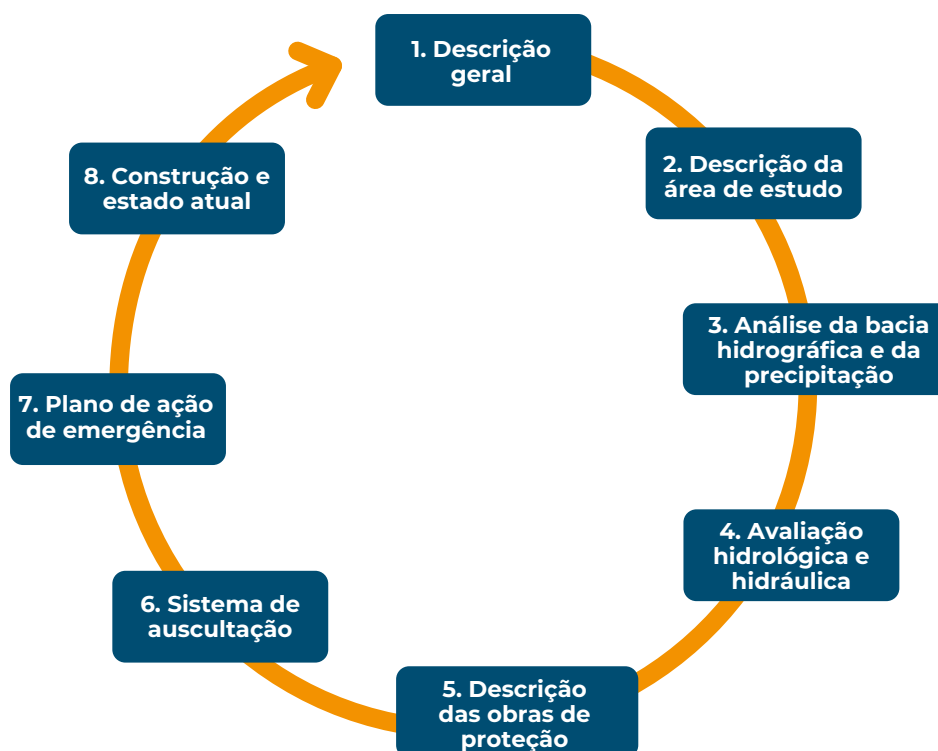 1. Descrição
geral
2. Descrição da
área de estudo
3. Análise da bacia
hidrográfica e da
precipitação
4. Avaliação
hidrológica e
hidráulica
5. Descrição
das obras de
proteção
6. Sistema de
auscultação
7. Plano de ação
de emergência
8. Construção e
estado atual